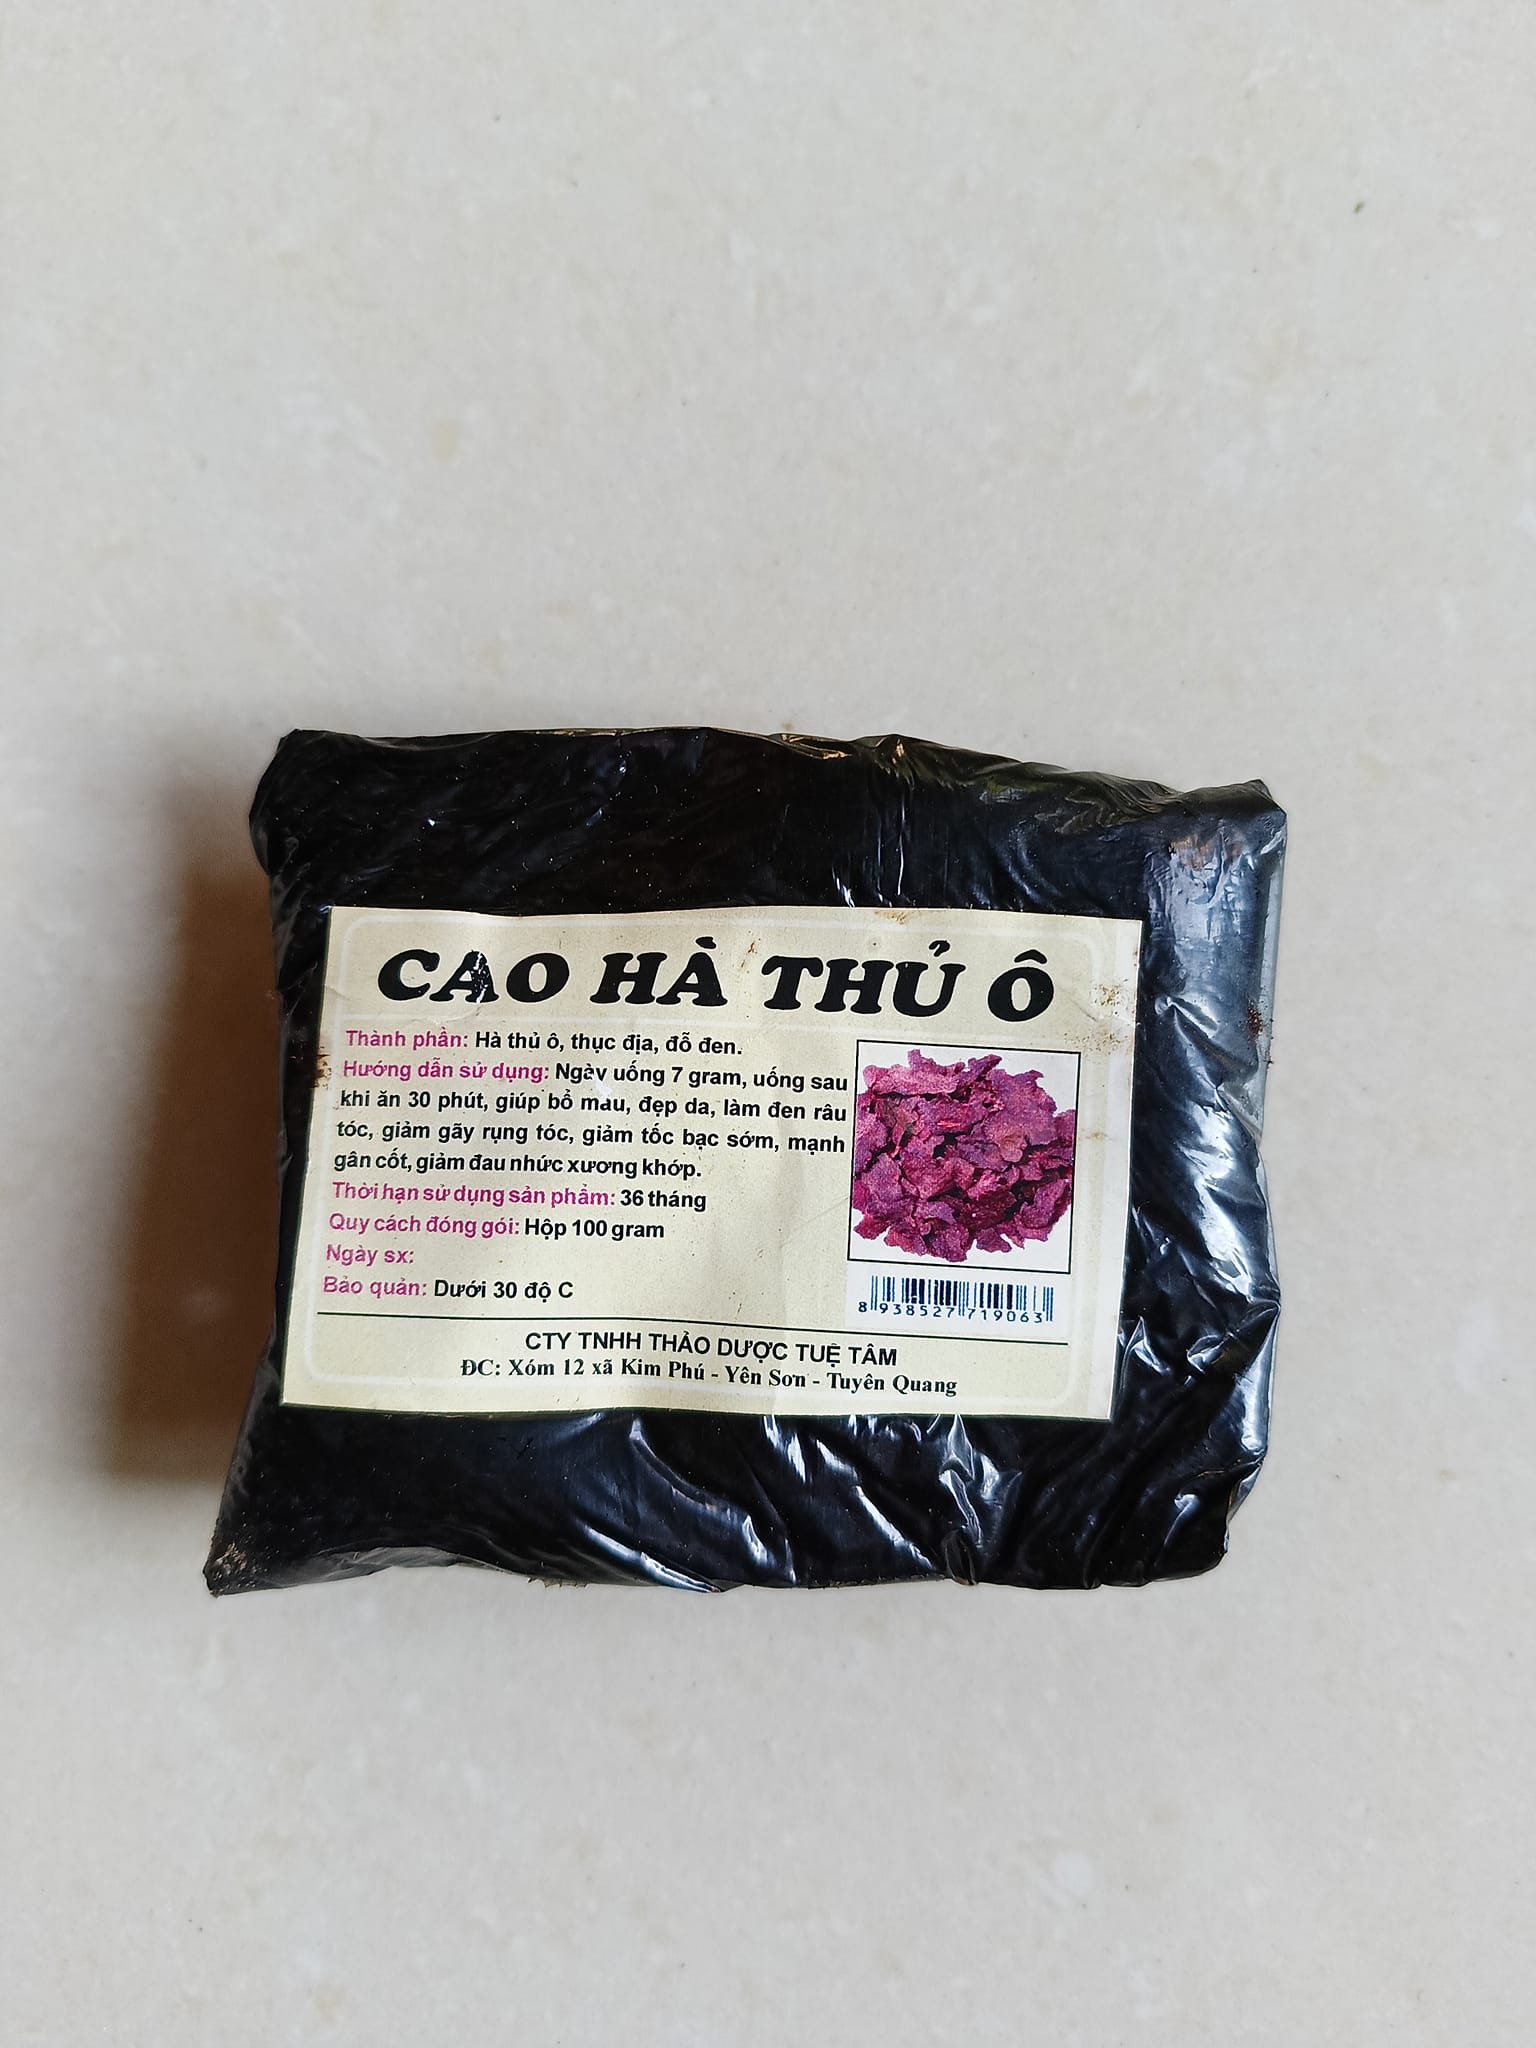 CAO HÀ THỦ Ô
Thành phần: Hà thủ ô, thục địa, đỗ đen.
Hướng dẫn sử dụng: Ngày uống 7 gram, uống sau
khi ăn 30 phút, giúp bổ máu, đẹp da, làm đen râu
tóc, giảm gãy rụng tóc, giảm tốc bạc sớm, mạnh
gân cốt, giảm đau nhức xương khớp.
Thời hạn sử dụng sản phẩm: 36 tháng
Quy cách đóng gói: Hộp 100 gram
Ngày sx:
Bảo quản: Dưới 30 độ C
8938527719063
CTY TNHH THẢO DƯỢC TUỆ TÂM
ĐC: Xóm 12 xã Kim Phú - Yên Sơn - Tuyên Quang